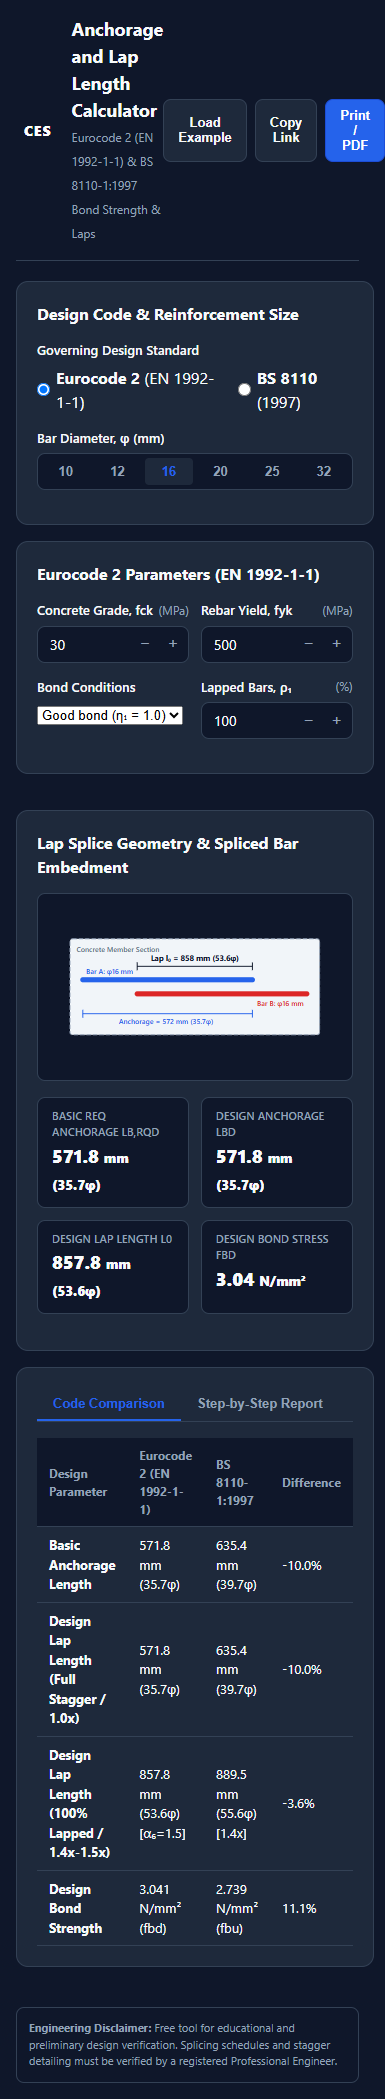 CES
Anchorage
and Lap
Length
Calculator
Eurocode 2 (EN
1992-1-1) & BS
8110-1:1997
Bond Strength &
Laps
Load
Example
Copy
Link
Print
/
PDF
Design Code & Reinforcement Size
Governing Design Standard
Eurocode 2 (EN 1992-
1-1)
BS 8110
(1997)
Bar Diameter, φ (mm)
10 12 16 20 25 32
Eurocode 2 Parameters (EN 1992-1-1)
Concrete Grade, fck (MPa)
30 − +
Rebar Yield, fyk (MPa)
500 − +
Bond Conditions
Good bond (η₁ = 1.0)
Lapped Bars, ρ₁ (%)
100 − +
Lap Splice Geometry & Spliced Bar
Embedment
Concrete Member Section
Lap l₀ = 858 mm (53.6φ)
Bar A: φ16 mm
Bar B: φ16 mm
Anchorage = 572 mm (35.7φ)
BASIC REQ
ANCHORAGE LB,RQD
571.8 mm
(35.7φ)
DESIGN ANCHORAGE
LBD
571.8 mm
(35.7φ)
DESIGN LAP LENGTH L0
857.8 mm
(53.6φ)
DESIGN BOND STRESS
FBD
3.04 N/mm²
Code Comparison
Step-by-Step Report
Design
Parameter
Eurocode
2 (EN
1992-1-
1)
BS
8110-
1:1997
Difference
Basic
Anchorage
Length
571.8
mm
(35.7φ)
635.4
mm
(39.7φ)
-10.0%
Design
Lap
Length
(Full
Stagger /
1.0x)
571.8
mm
(35.7φ)
635.4
mm
(39.7φ)
-10.0%
Design
Lap
Length
(100%
Lapped /
1.4x-1.5x)
857.8
mm
(53.6φ)
[α₆=1.5]
889.5
mm
(55.6φ)
[1.4x]
-3.6%
Design
Bond
Strength
3.041
N/mm²
(fbd)
2.739
N/mm²
(fbu)
11.1%
Engineering Disclaimer: Free tool for educational and
preliminary design verification. Splicing schedules and stagger
detailing must be verified by a registered Professional Engineer.